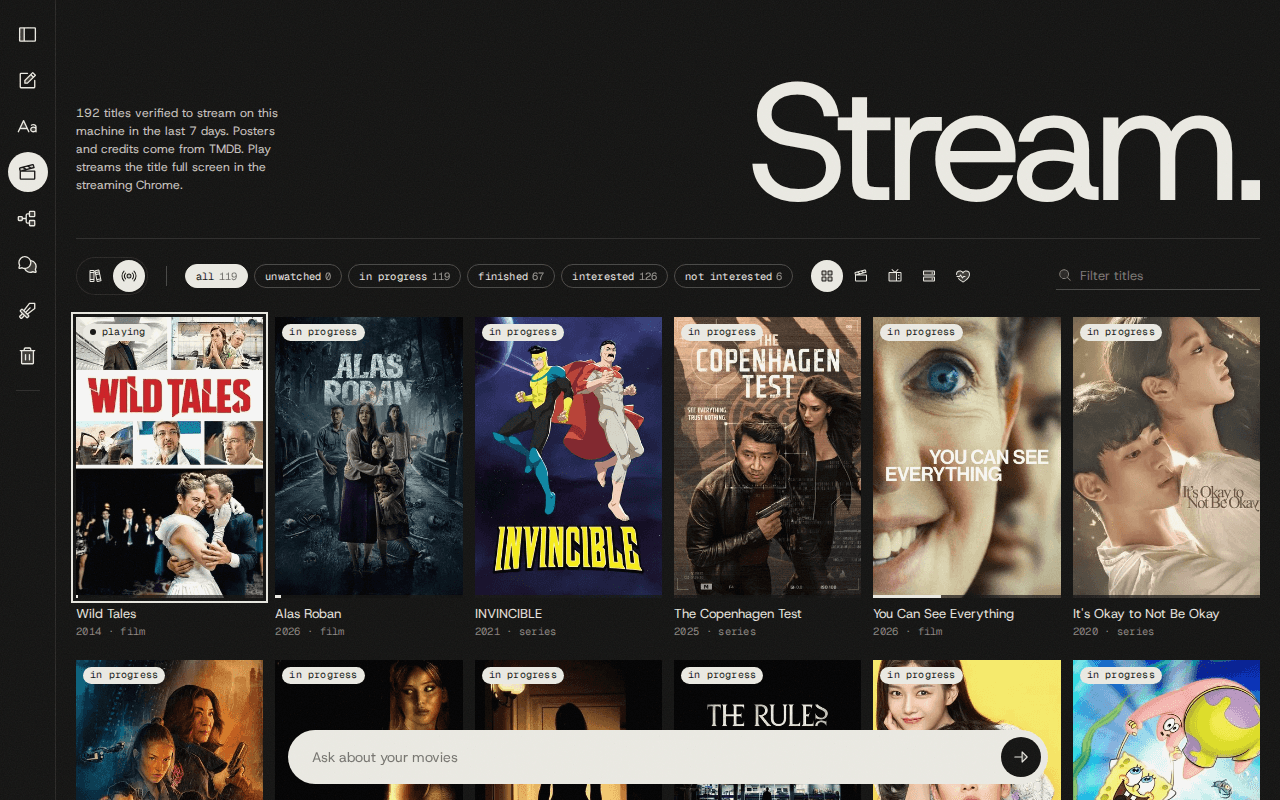 Aa
192 titles verified to stream on this
machine in the last 7 days. Posters
and credits come from TMDB. Play
streams the title full screen in the
streaming Chrome.
Stream.
all 119
unwatched 0
in progress 119
finished 67
interested 126
not interested 6
Filter titles
playing
in progress
in progress
in progress
in progress
in progress
WILD TALES
ALAS
ROBAN
INVINCIBLE
THE
COPENHAGEN
TEST
SEE EVERYTHING
TRUST NOTHING
YOU CAN SEE
EVERYTHING
It's Okay to
Not Be Okay
Wild Tales
2014 · film
Alas Roban
2026 · film
INVINCIBLE
2021 · series
The Copenhagen Test
2025 · series
You Can See Everything
2026 · film
It's Okay to Not Be Okay
2020 · series
in progress
in progress
in progress
in progress
in progress
in progress
THE RULES
Ask about your movies